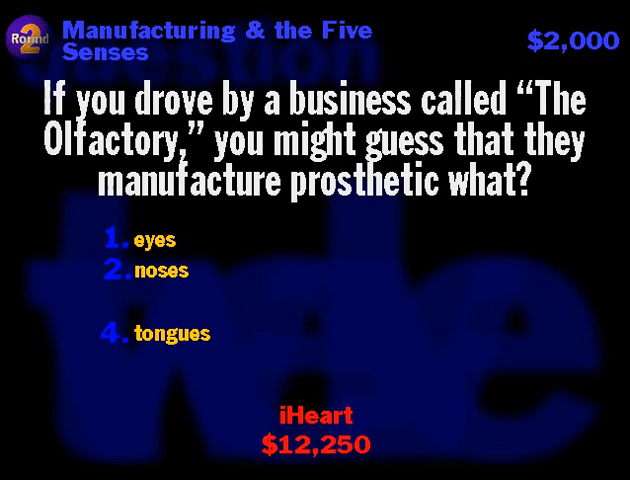 Round 2
Manufacturing & the Five
Senses
$2,000
If you drove by a business called “The
Olfactory,” you might guess that they
manufacture prosthetic what?
1. eyes
2. noses
4. tongues
iHeart
$12,250